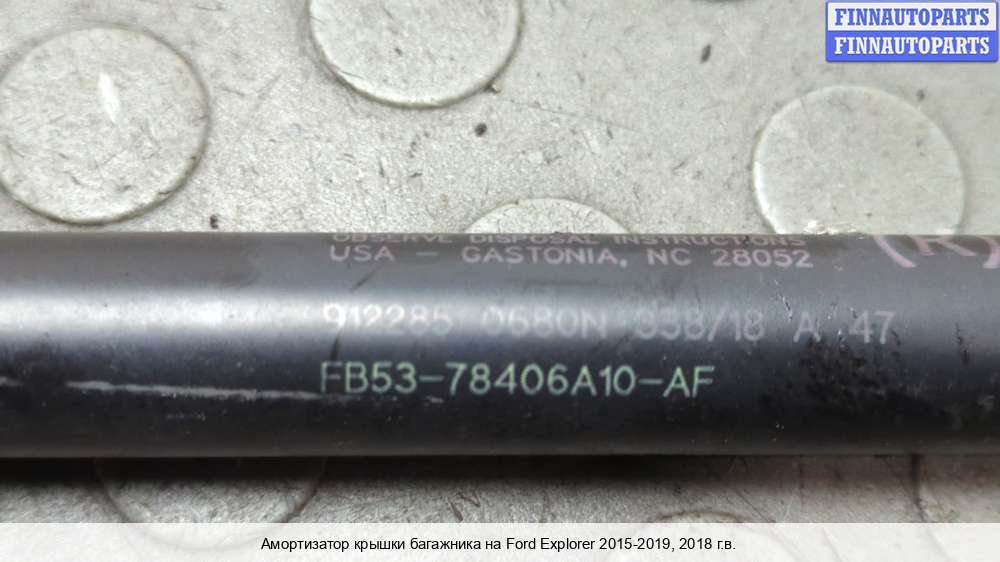 FINNAUTOPARTS
FINNAUTOPARTS
OBSERVE DISPOSAL INSTRUCTIONS
USA - GASTONIA, NC 28052
(R)
912285 0680N 358/18 A 47
FB53-78406A10-AF
Амортизатор крышки багажника на Ford Explorer 2015-2019, 2018 г.в.